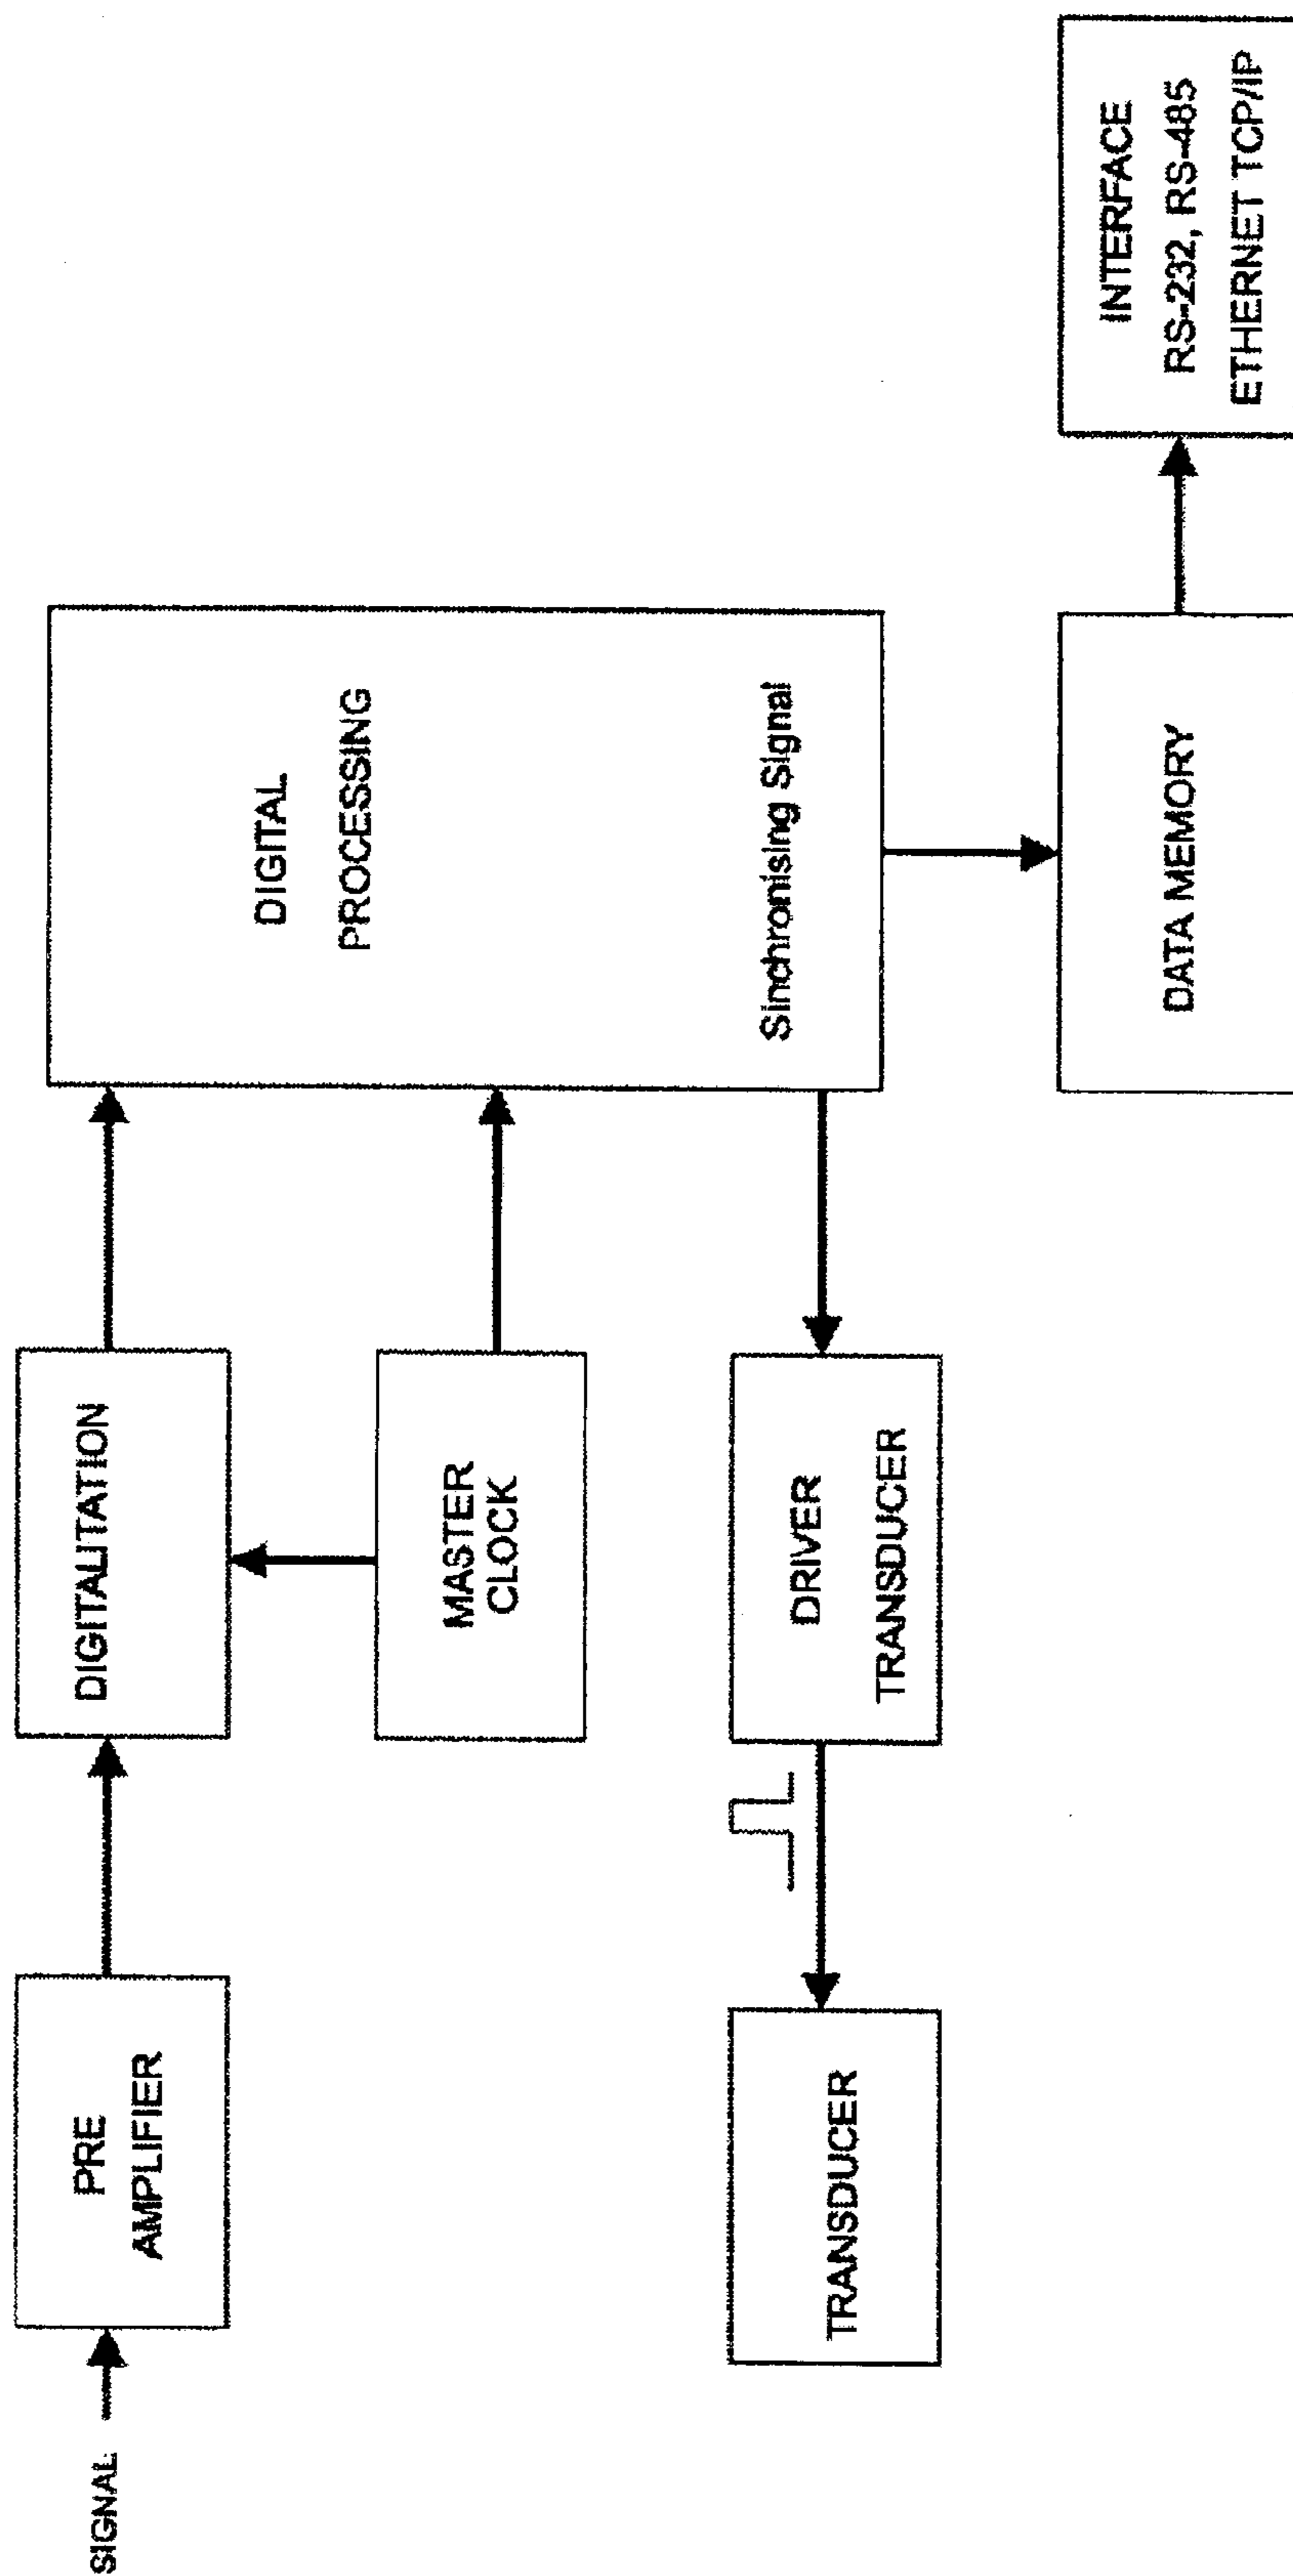 SIGNAL
PRE
AMPLIFIER
DIGITALITATION
MASTER
CLOCK
DIGITAL
PROCESSING
Sinchronising Signal
DRIVER
TRANSDUCER
TRANSDUCER
DATA MEMORY
INTERFACE
RS-232, RS-485
ETHERNET TCP/IP